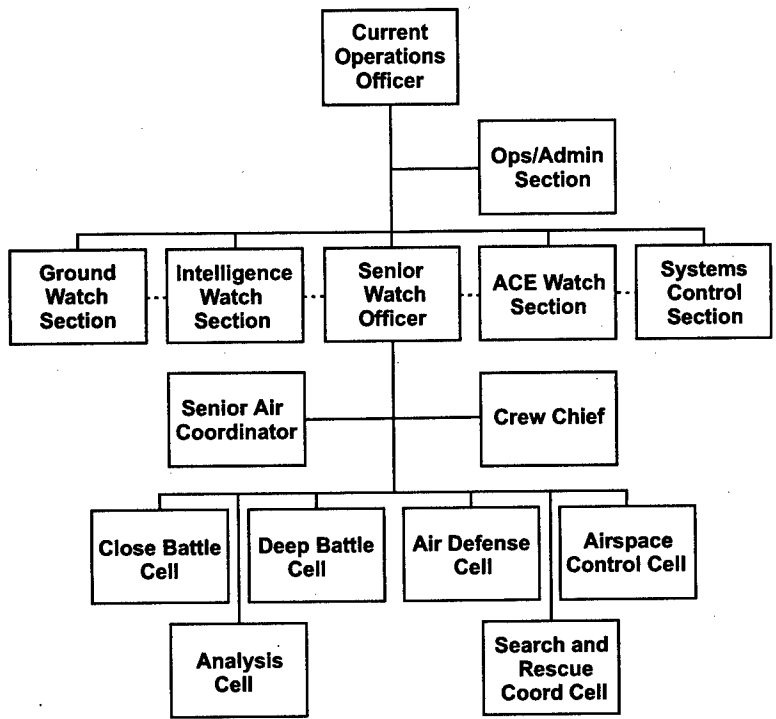 Current
Operations
Officer
Ops/Admin
Section
Ground
Watch
Section
Intelligence
Watch
Section
Senior
Watch
Officer
ACE Watch
Section
Systems
Control
Section
Senior Air
Coordinator
Crew Chief
Close Battle
Cell
Deep Battle
Cell
Air Defense
Cell
Airspace
Control Cell
Analysis
Cell
Search and
Rescue
Coord Cell